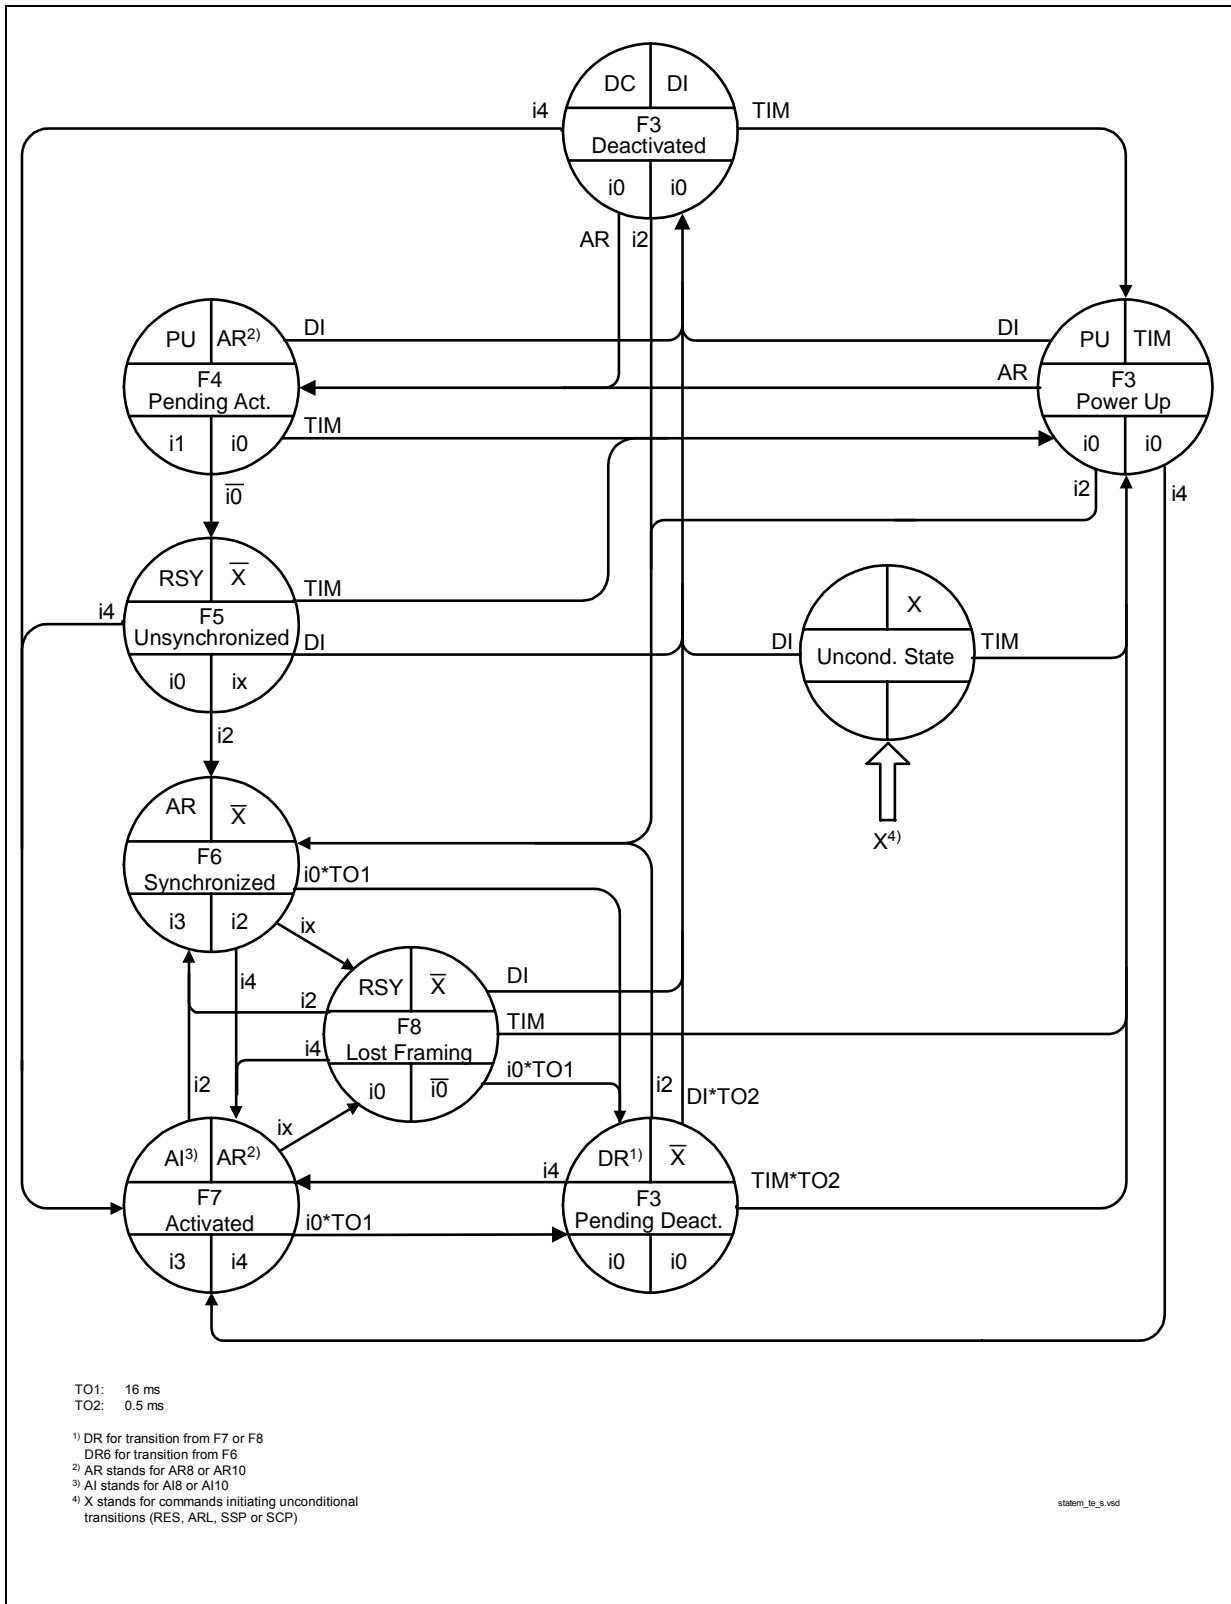 DC DI
i4
TIM
F3
Deactivated
i0 i0
AR i2
PU AR2)
DI
DI
PU TIM
F4
Pending Act.
AR
F3
Power Up
i1 i0
TIM
i0 i0
i0̅
i2
i4
RSY X̅
TIM
X
i4
F5
Unsynchronized
DI
DI
Uncond. State
TIM
i0 ix
i2
AR X̅
X4)
F6
Synchronized
i0*TO1
i3 i2
ix
i4
RSY X̅
DI
i2
TIM
F8
Lost Framing
i4
i0 i0̅
i0*TO1
i2
i2
DI*TO2
ix
AI3) AR2)
DR1) X̅
i4
TIM*TO2
F7
Activated
i0*TO1
F3
Pending Deact.
i3 i4
i0 i0
TO1: 16 ms
TO2: 0.5 ms
1) DR for transition from F7 or F8
DR6 for transition from F6
2) AR stands for AR8 or AR10
3) AI stands for AI8 or AI10
4) X stands for commands initiating unconditional
transitions (RES, ARL, SSP or SCP)
statem_te_s.vsd